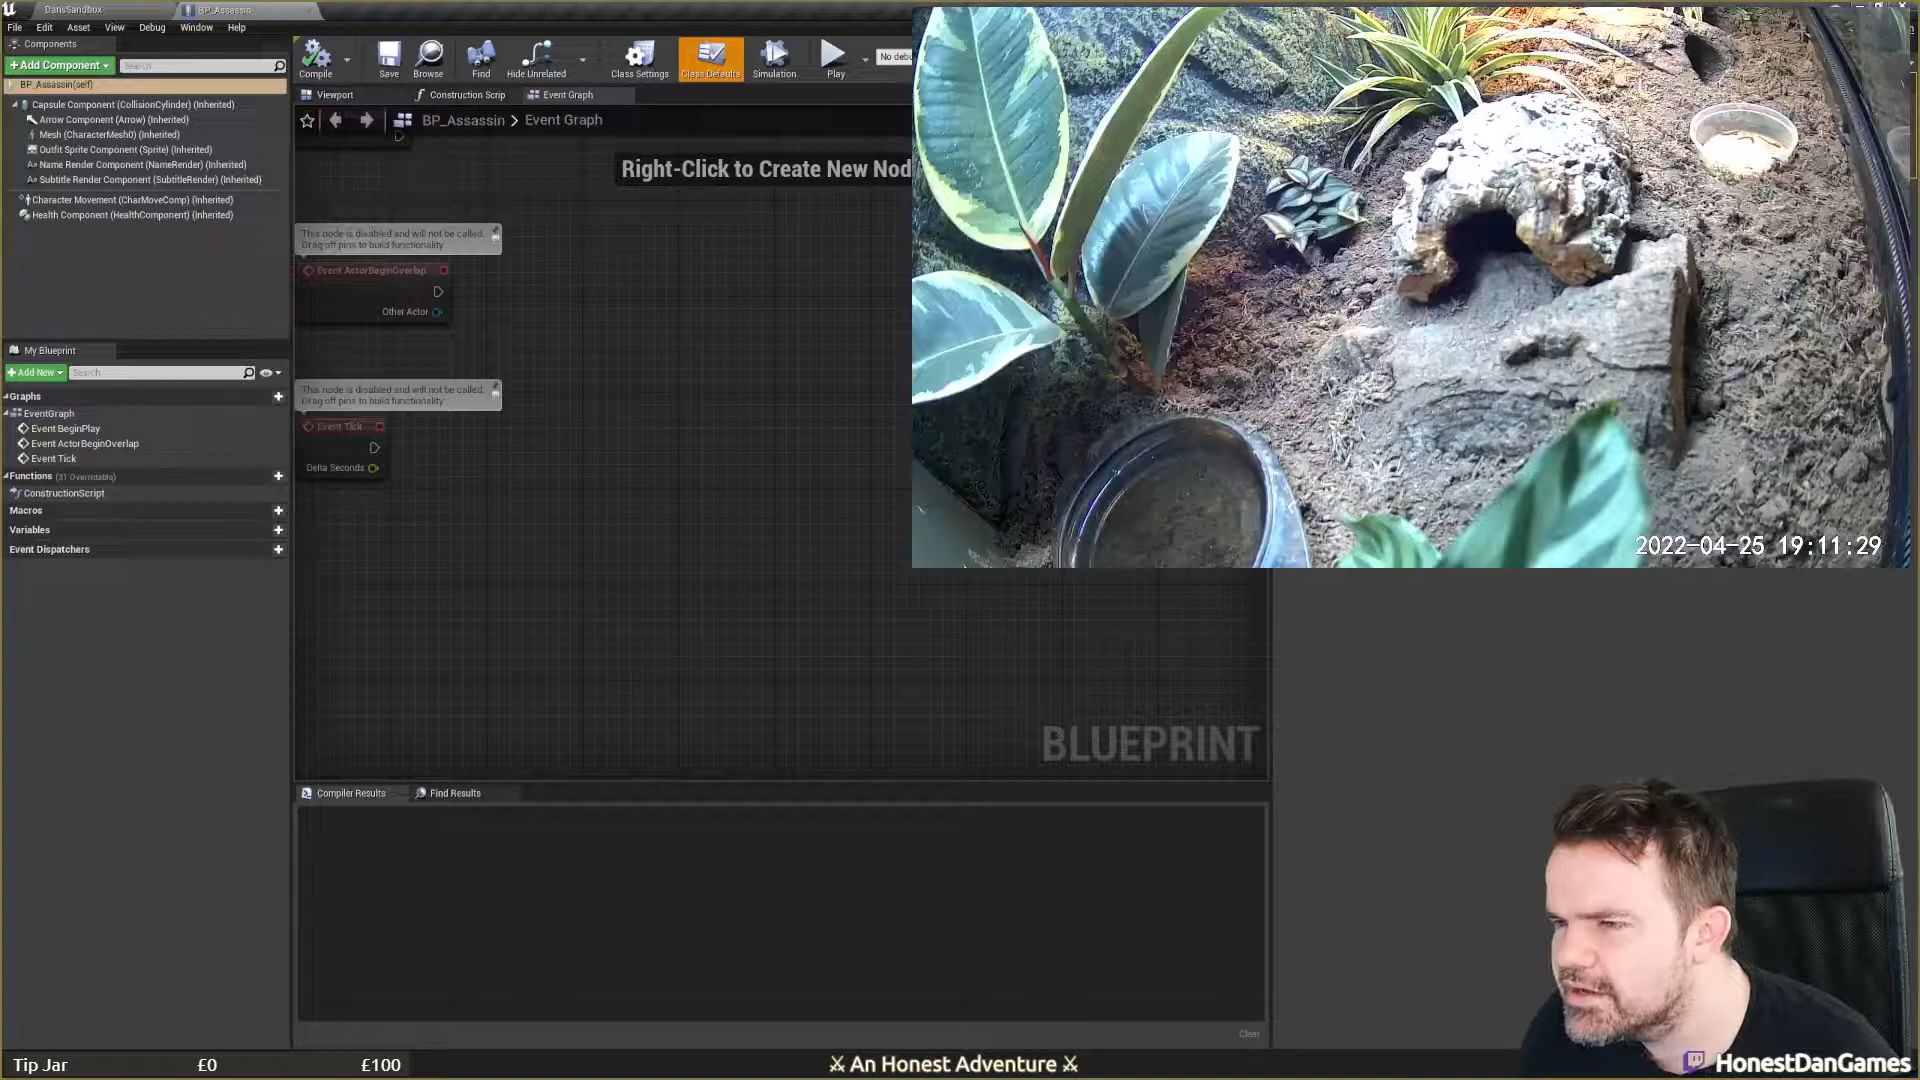 DansSandbox
BP_Assassin
File Edit Asset View Window Debug Help
Components
+Add Component
Search
BP_Assassin(self)
Capsule Component (CollisionCylinder) (Inherited)
Arrow Component (Arrow) (Inherited)
Mesh (CharacterMesh0) (Inherited)
Outfit Sprite Component (Sprite) (Inherited)
Name Render Component (NameRender) (Inherited)
Subtitle Render Component (SubtitleRender) (Inherited)
Character Movement (CharMoveComp) (Inherited)
Health Component (HealthComponent) (Inherited)
My Blueprint
+Add New
Search
Graphs
EventGraph
Event BeginPlay
Event ActorBeginOverlap
Event Tick
Functions (31 Overridable)
ConstructionScript
Macros
Variables
Event Dispatchers
Compile
Save
Browse
Find
Hide Unrelated
Class Settings
Class Defaults
Simulation
Play
No debu
Viewport
Construction Scrip
Event Graph
BP_Assassin > Event Graph
Right-Click to Create New Nod
This node is disabled and will not be called.
Drag off pins to build functionality
Event ActorBeginOverlap
Other Actor
This node is disabled and will not be called.
Drag off pins to build functionality
Event Tick
Delta Seconds
BLUEPRINT
Compiler Results
Find Results
Clear
2022-04-25 19:11:29
Tip Jar £0 £100
⚔ An Honest Adventure ⚔
HonestDanGames